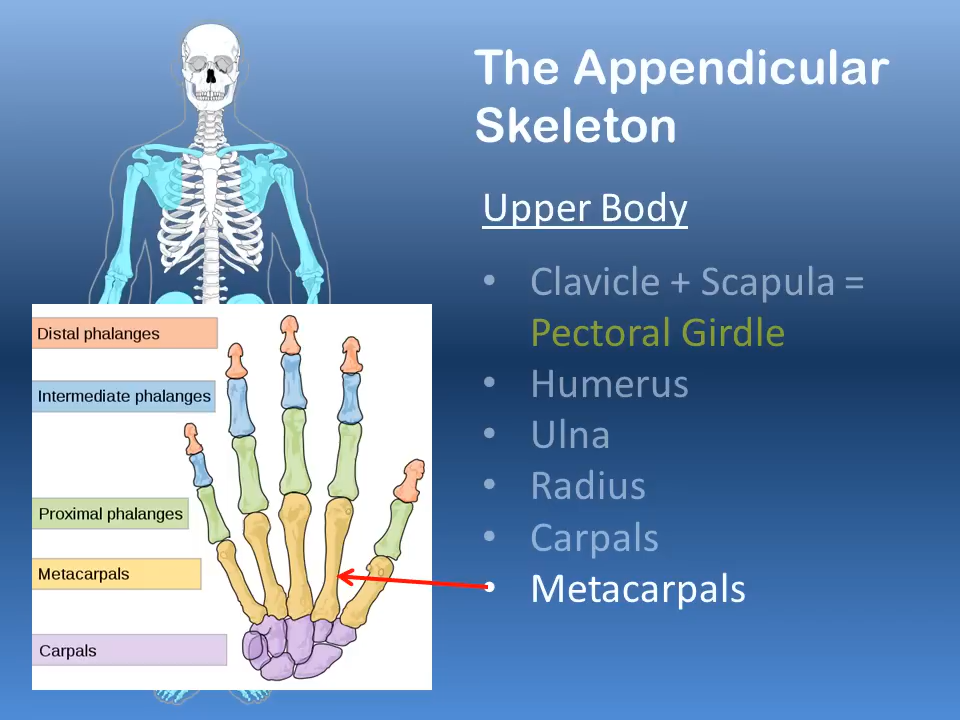 The Appendicular
Skeleton
Upper Body
• Clavicle + Scapula =
Pectoral Girdle
• Humerus
• Ulna
• Radius
• Carpals
• Metacarpals
Distal phalanges
Intermediate phalanges
Proximal phalanges
Metacarpals
Carpals